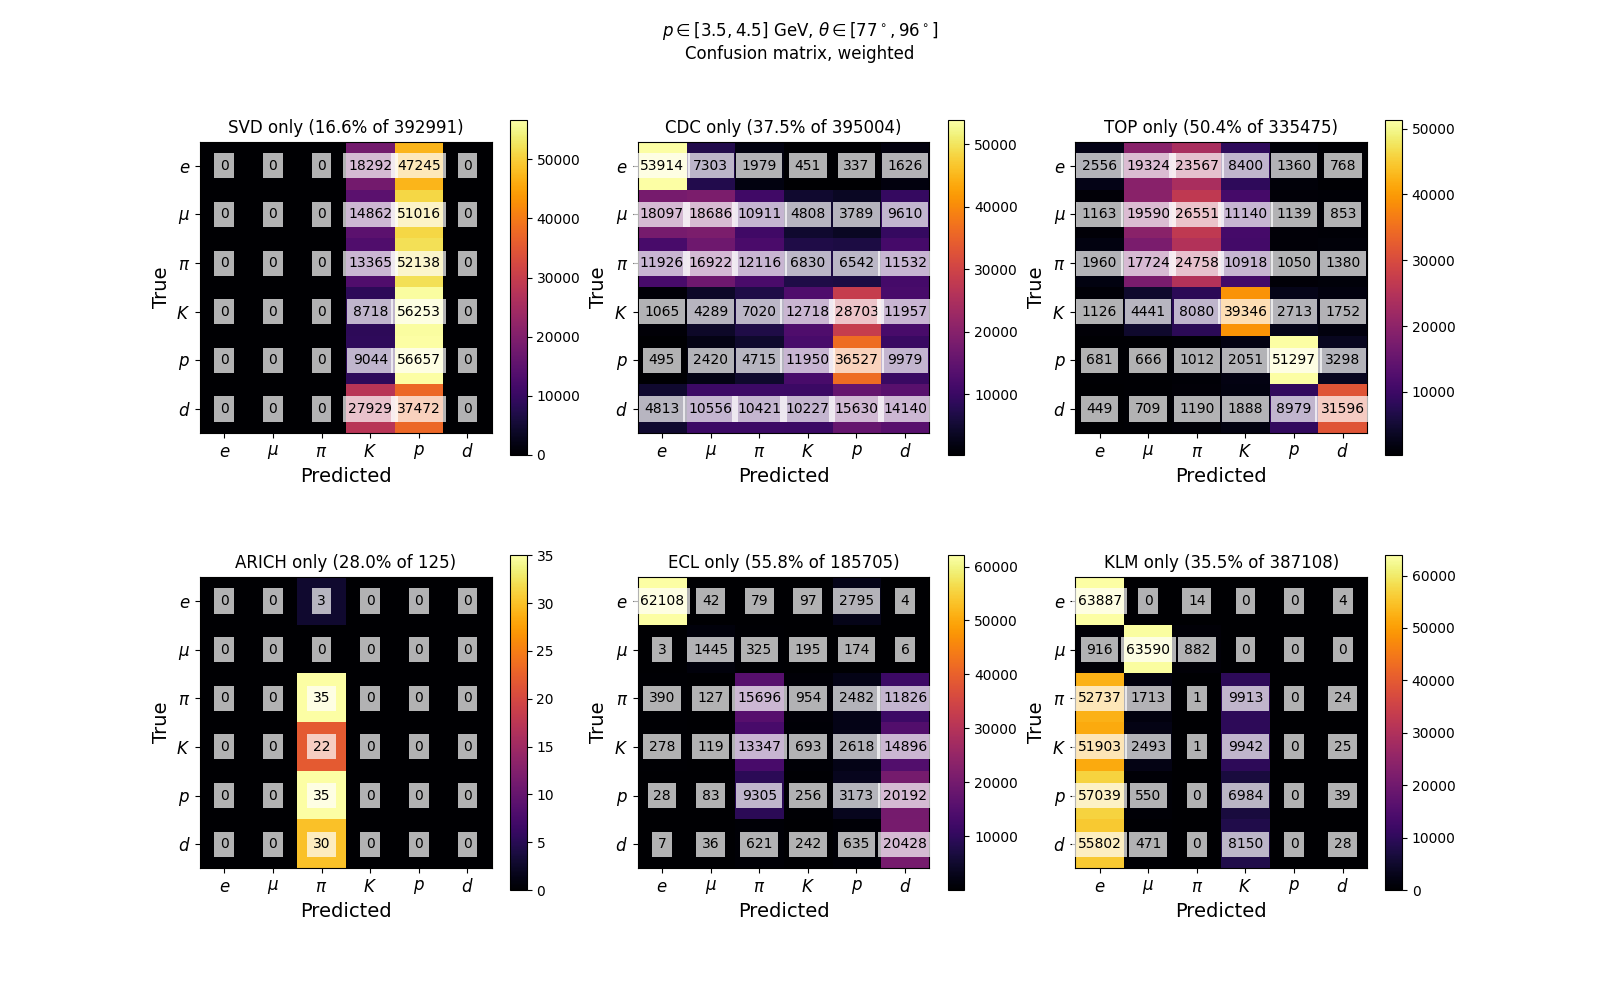 p ∈ [3.5, 4.5] GeV, θ ∈ [77°, 96°]
Confusion matrix, weighted
SVD only (16.6% of 392991)
True
e 0 0 0 18292 47245 0
μ 0 0 0 14862 51016 0
π 0 0 0 13365 52138 0
K 0 0 0 8718 56253 0
p 0 0 0 9044 56657 0
d 0 0 0 27929 37472 0
e μ π K p d
Predicted
50000
40000
30000
20000
10000
0
CDC only (37.5% of 395004)
True
e 53914 7303 1979 451 337 1626
μ 18097 18686 10911 4808 3789 9610
π 11926 16922 12116 6830 6542 11532
K 1065 4289 7020 12718 28703 11957
p 495 2420 4715 11950 36527 9979
d 4813 10556 10421 10227 15630 14140
e μ π K p d
Predicted
50000
40000
30000
20000
10000
TOP only (50.4% of 335475)
True
e 2556 19324 23567 8400 1360 768
μ 1163 19590 26551 11140 1139 853
π 1960 17724 24758 10918 1050 1380
K 1126 4441 8080 39346 2713 1752
p 681 666 1012 2051 51297 3298
d 449 709 1190 1888 8979 31596
e μ π K p d
Predicted
50000
40000
30000
20000
10000
ARICH only (28.0% of 125)
True
e 0 0 3 0 0 0
μ 0 0 0 0 0 0
π 0 0 35 0 0 0
K 0 0 22 0 0 0
p 0 0 35 0 0 0
d 0 0 30 0 0 0
e μ π K p d
Predicted
35
30
25
20
15
10
5
0
ECL only (55.8% of 185705)
True
e 62108 42 79 97 2795 4
μ 3 1445 325 195 174 6
π 390 127 15696 954 2482 11826
K 278 119 13347 693 2618 14896
p 28 83 9305 256 3173 20192
d 7 36 621 242 635 20428
e μ π K p d
Predicted
60000
50000
40000
30000
20000
10000
KLM only (35.5% of 387108)
True
e 63887 0 14 0 0 4
μ 916 63590 882 0 0 0
π 52737 1713 1 9913 0 24
K 51903 2493 1 9942 0 25
p 57039 550 0 6984 0 39
d 55802 471 0 8150 0 28
e μ π K p d
Predicted
60000
50000
40000
30000
20000
10000
0